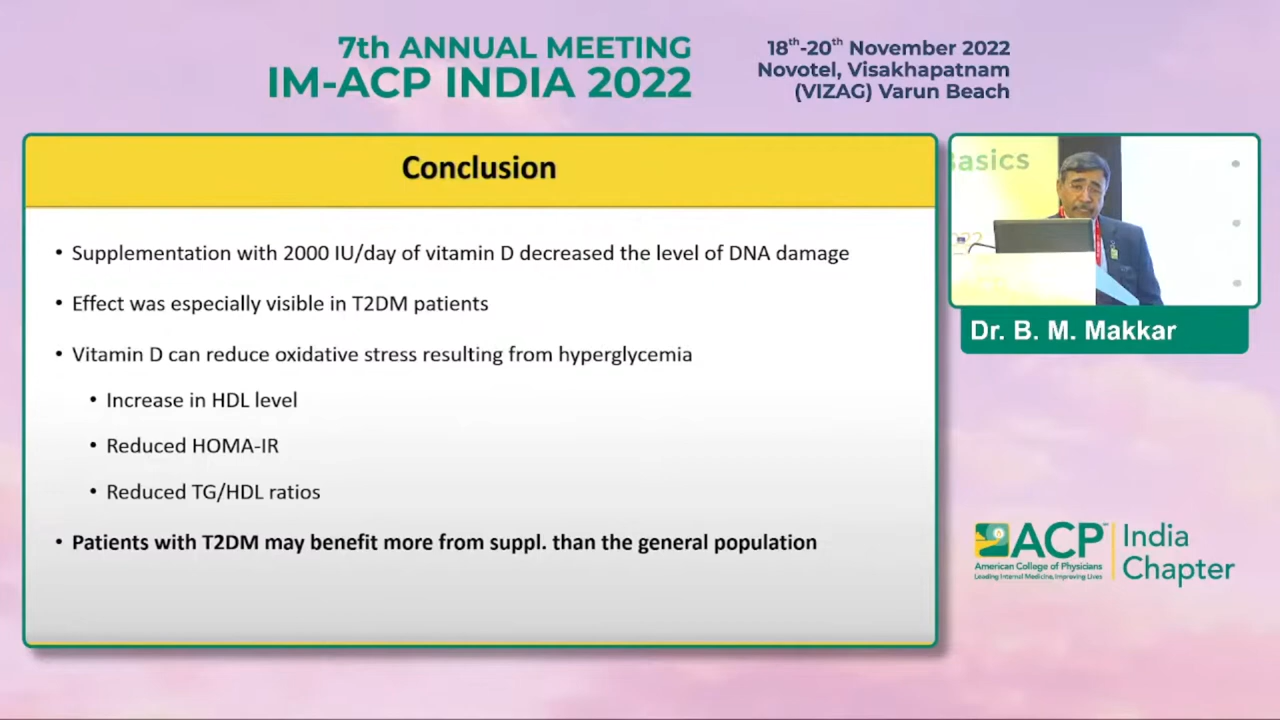 7th ANNUAL MEETING
IM-ACP INDIA 2022
18th-20th November 2022
Novotel, Visakhapatnam
(VIZAG) Varun Beach
Conclusion
• Supplementation with 2000 IU/day of vitamin D decreased the level of DNA damage
• Effect was especially visible in T2DM patients
• Vitamin D can reduce oxidative stress resulting from hyperglycemia
• Increase in HDL level
• Reduced HOMA-IR
• Reduced TG/HDL ratios
• Patients with T2DM may benefit more from suppl. than the general population
asics
2022
Dr. B. M. Makkar
ACP™
American College of Physicians
Leading Internal Medicine, Improving Lives
India
Chapter